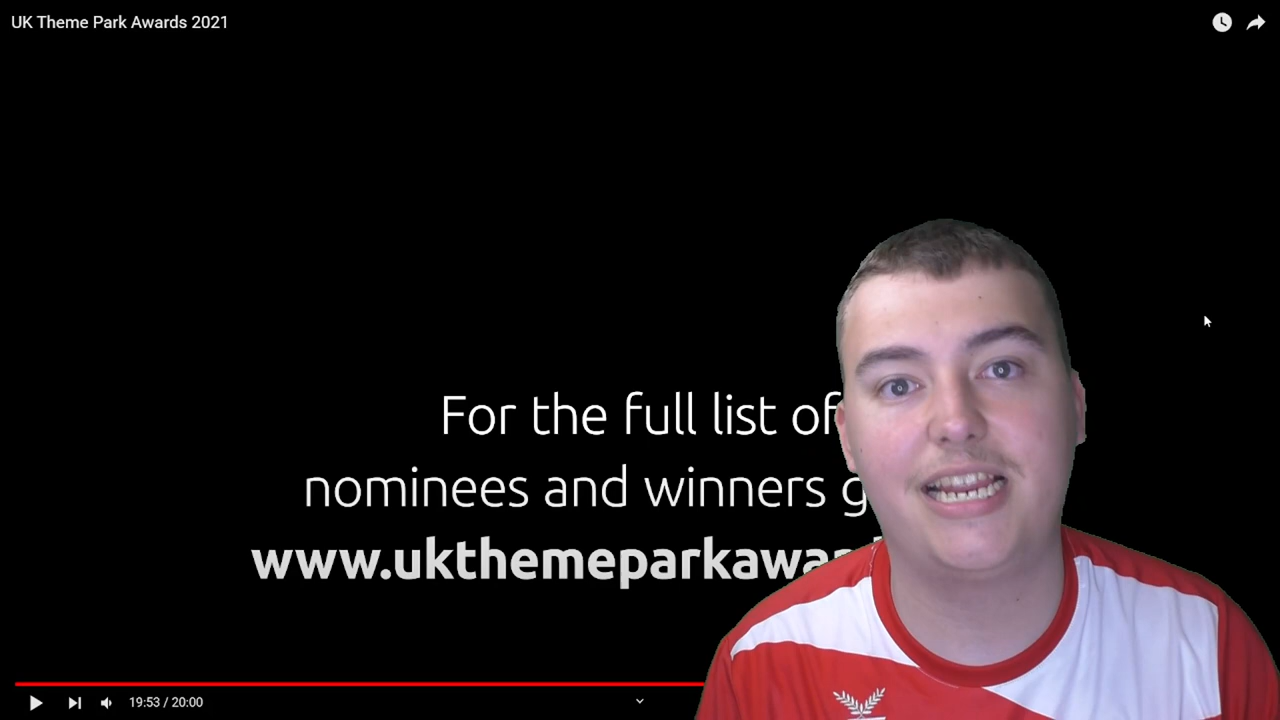 UK Theme Park Awards 2021
For the full list of
nominees and winners g
www.ukthemeparkawa
19:53 / 20:00